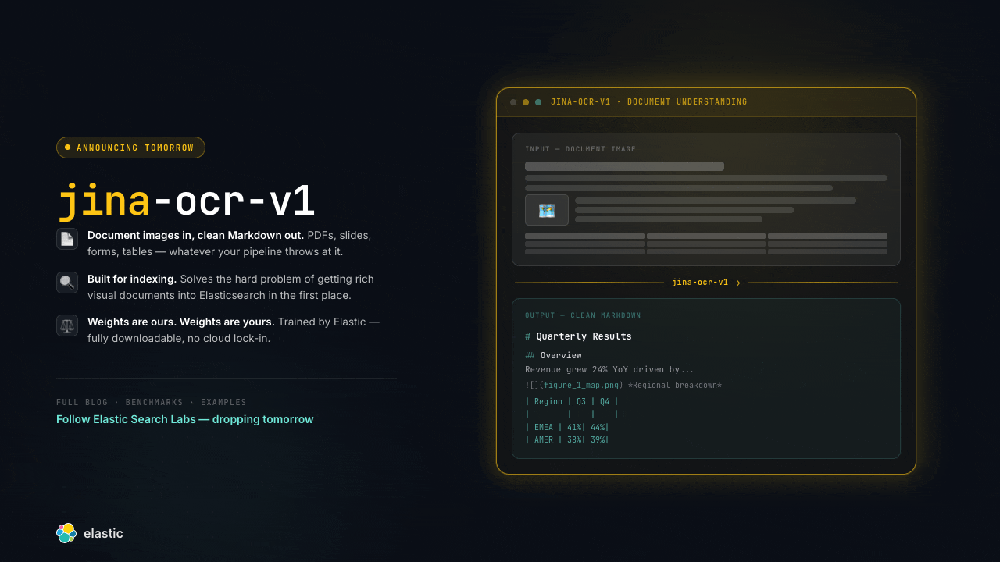 ANNOUNCING TOMORROW
jina-ocr-v1
Document images in, clean Markdown out. PDFs, slides,
forms, tables — whatever your pipeline throws at it.
Built for indexing. Solves the hard problem of getting rich
visual documents into Elasticsearch in the first place.
Weights are ours. Weights are yours. Trained by Elastic —
fully downloadable, no cloud lock-in.
FULL BLOG · BENCHMARKS · EXAMPLES
Follow Elastic Search Labs — dropping tomorrow
elastic
JINA-OCR-V1 · DOCUMENT UNDERSTANDING
INPUT — DOCUMENT IMAGE
jina-ocr-v1 ›
OUTPUT — CLEAN MARKDOWN
# Quarterly Results
## Overview
Revenue grew 24% YoY driven by...
![](figure_1_map.png) *Regional breakdown*
| Region | Q3 | Q4 |
|--------|----|----|
| EMEA | 41%| 44%|
| AMER | 38%| 39%|